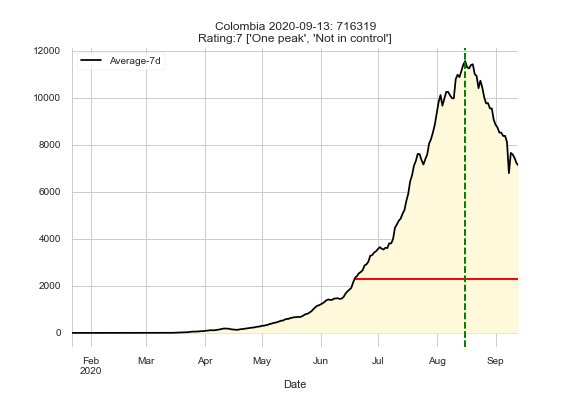 Colombia 2020-09-13: 716319
Rating:7 ['One peak', 'Not in control']
Average-7d
12000
10000
8000
6000
4000
2000
0
Feb Mar Apr May Jun Jul Aug Sep
2020
Date